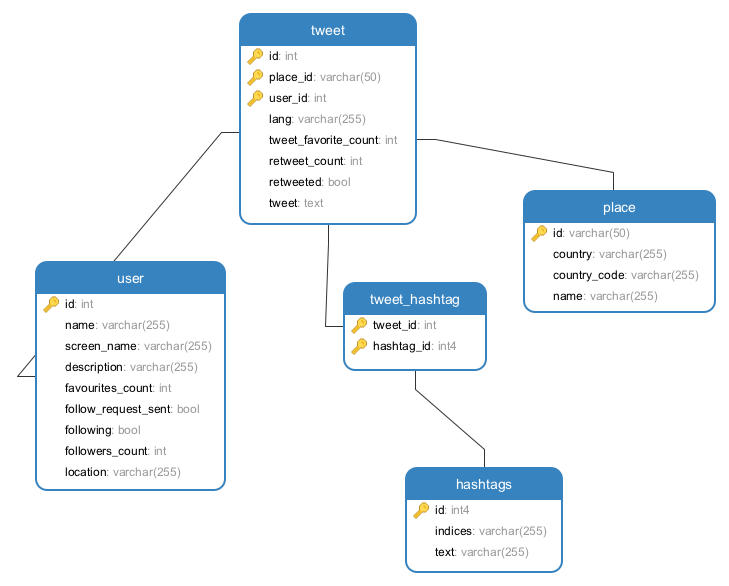 tweet
id: int
place_id: varchar(50)
user_id: int
lang: varchar(255)
tweet_favorite_count: int
retweet_count: int
retweeted: bool
tweet: text
place
id: varchar(50)
country: varchar(255)
country_code: varchar(255)
name: varchar(255)
user
id: int
name: varchar(255)
screen_name: varchar(255)
description: varchar(255)
favourites_count: int
follow_request_sent: bool
following: bool
followers_count: int
location: varchar(255)
tweet_hashtag
tweet_id: int
hashtag_id: int4
hashtags
id: int4
indices: varchar(255)
text: varchar(255)